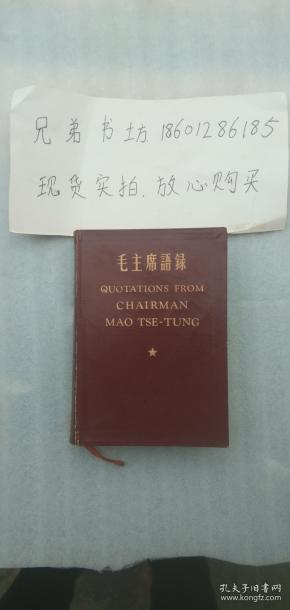 兄弟书坊 18601286185
现货实拍.放心购买
毛主席語録
QUOTATIONS FROM
CHAIRMAN
MAO TSE-TUNG
孔夫子旧书网
www.kongfz.com